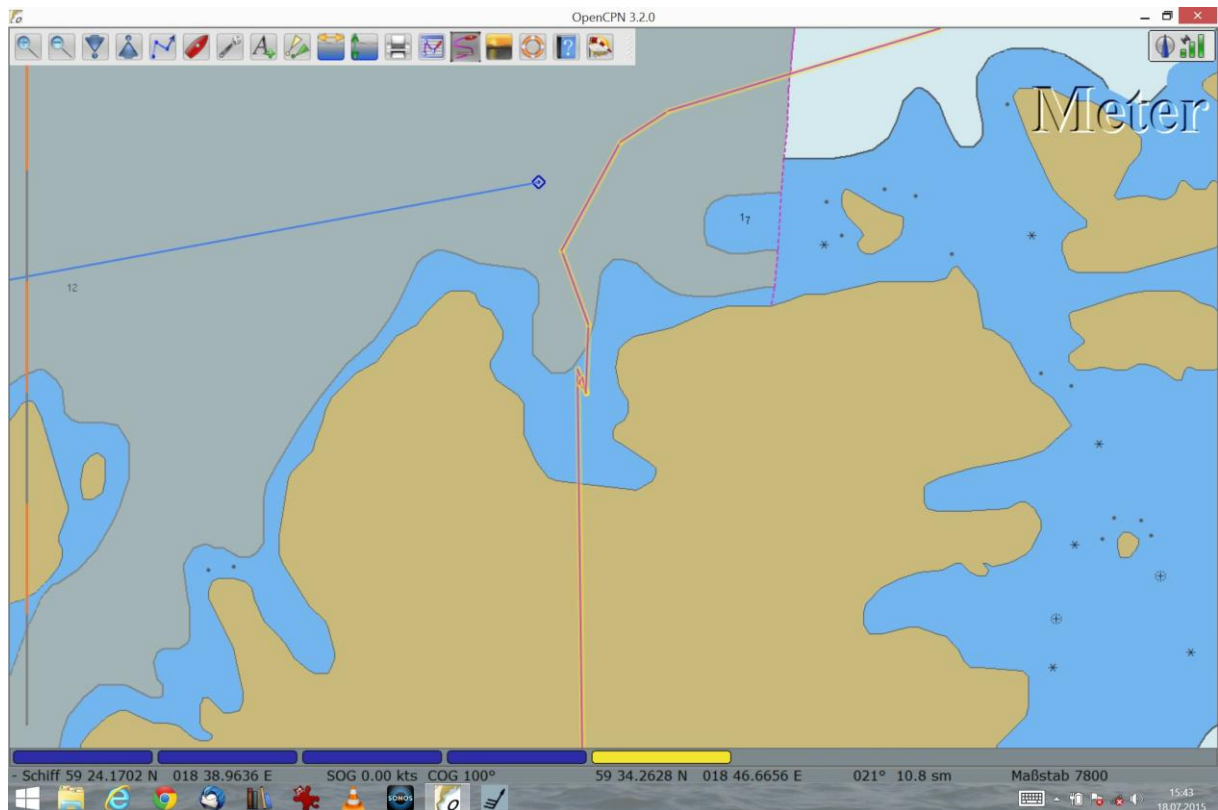 OpenCPN 3.2.0
Meter
1₇
12
- Schiff 59 24.1702 N 018 38.9636 E SOG 0.00 kts COG 100° 59 34.2628 N 018 46.6656 E 021° 10.8 sm Maßstab 7800
SONOS
15:43
18.07.2015